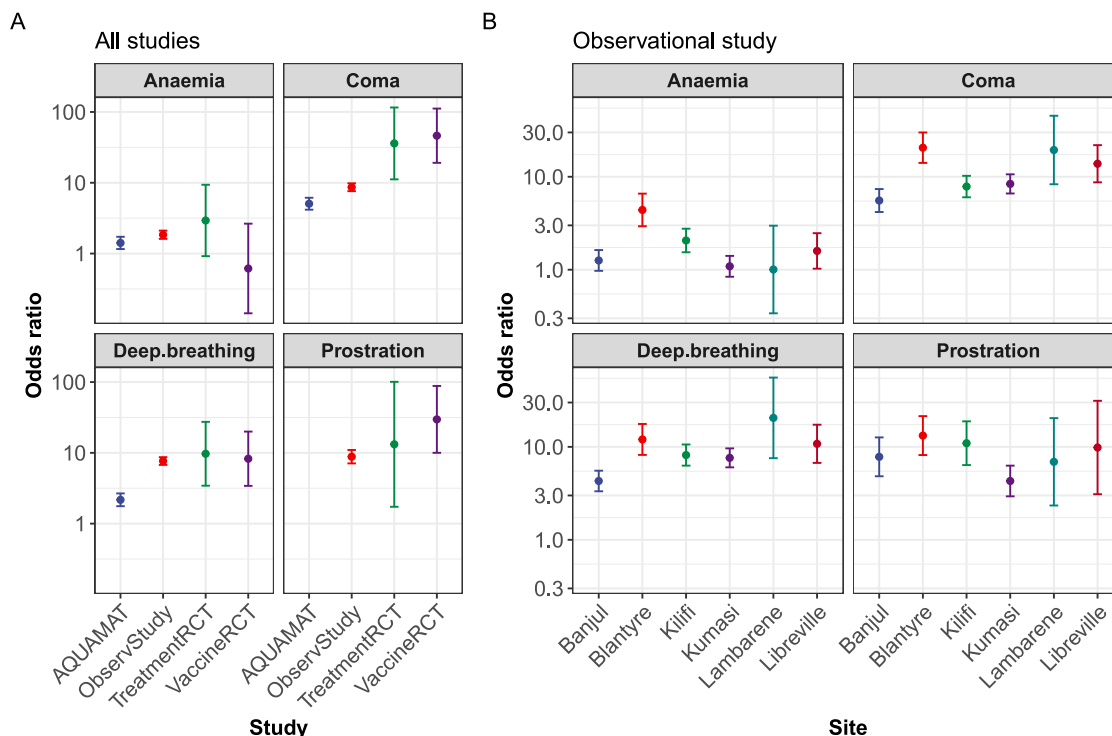 A
All studies
Anaemia
Coma
100
10
1
Deep.breathing
Prostration
100
10
1
Odds ratio
AQUAMAT
ObservStudy
TreatmentRCT
VaccineRCT
AQUAMAT
ObservStudy
TreatmentRCT
VaccineRCT
Study
B
Observational study
Anaemia
Coma
30.0
10.0
3.0
1.0
0.3
Deep.breathing
Prostration
30.0
10.0
3.0
1.0
0.3
Odds ratio
Banjul
Blantyre
Kilifi
Kumasi
Lambarene
Libreville
Banjul
Blantyre
Kilifi
Kumasi
Lambarene
Libreville
Site